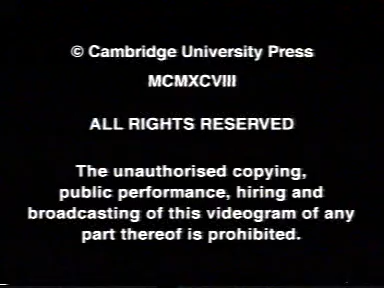 © Cambridge University Press
MCMXCVIII
ALL RIGHTS RESERVED
The unauthorised copying,
public performance, hiring and
broadcasting of this videogram of any
part thereof is prohibited.